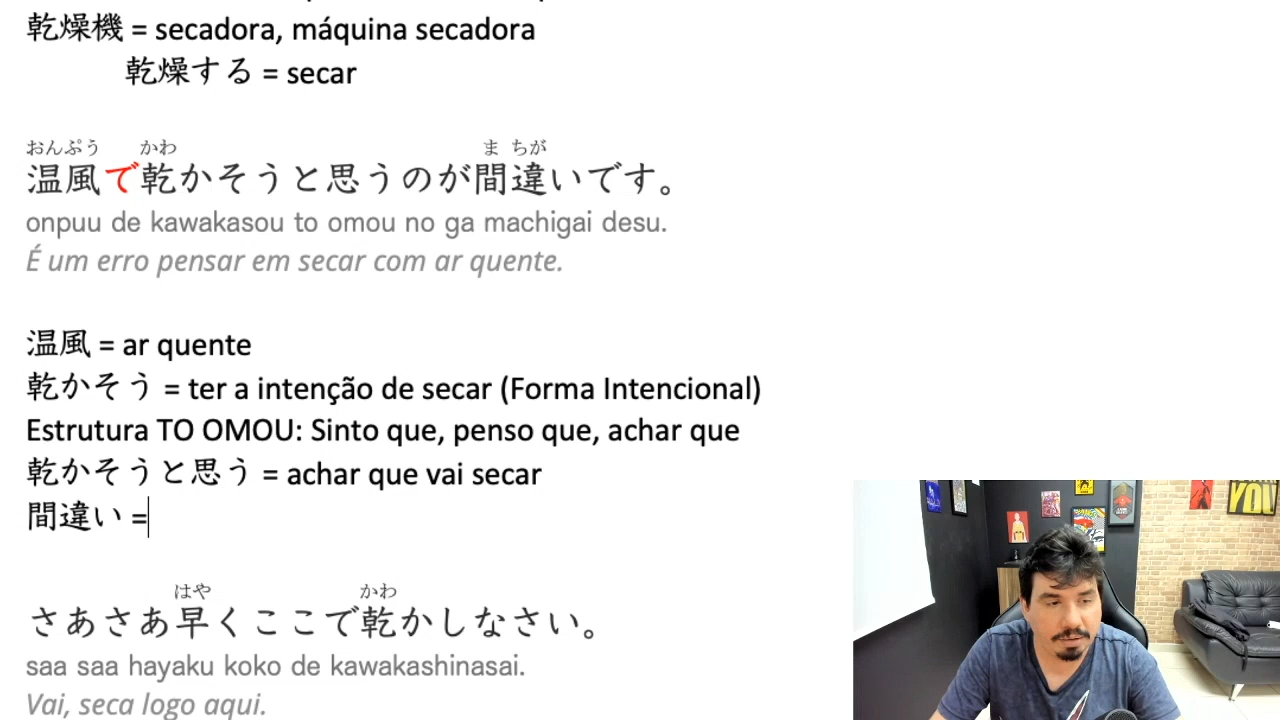 乾燥機 = secadora, máquina secadora
乾燥する = secar
おんぷう かわ ま ちが
温風で乾かそうと思うのが間違いです。
onpuu de kawakasou to omou no ga machigai desu.
É um erro pensar em secar com ar quente.
温風 = ar quente
乾かそう = ter a intenção de secar (Forma Intencional)
Estrutura TO OMOU: Sinto que, penso que, achar que
乾かそうと思う = achar que vai secar
間違い =
はや かわ
さあさあ早くここで乾かしなさい。
saa saa hayaku koko de kawakashinasai.
Vai, seca logo aqui.
YOU